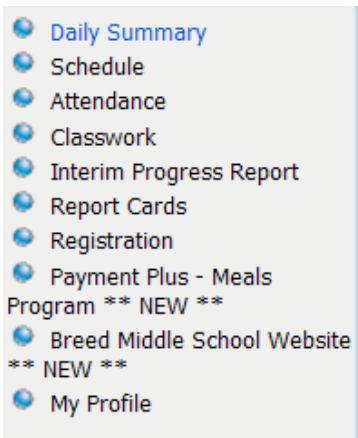 Daily Summary
Schedule
Attendance
Classwork
Interim Progress Report
Report Cards
Registration
Payment Plus - Meals
Program ** NEW **
Breed Middle School Website
** NEW **
My Profile